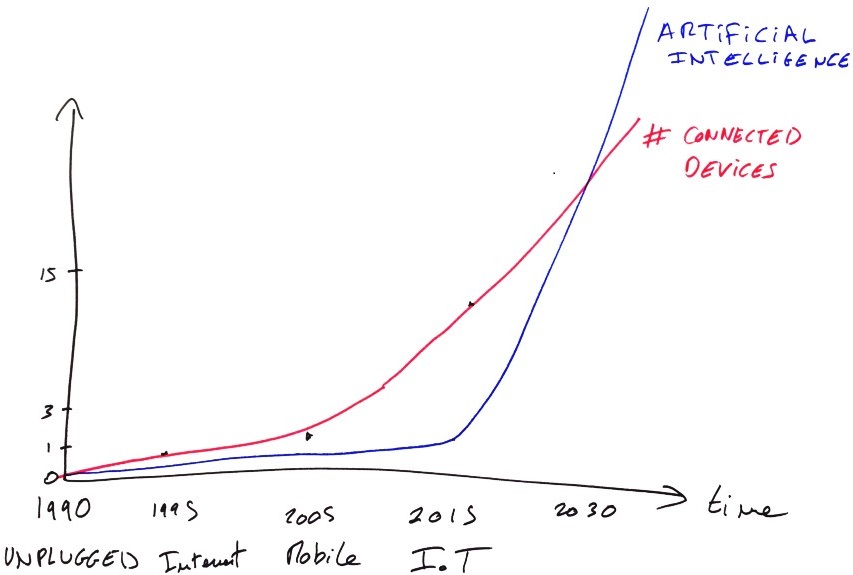 ARTIFICIAL
INTELLIGENCE
# CONNECTED
DEVICES
15
3
1
0
1990 1995 2005 2015 2030 time
UNPLUGGED Internet Mobile I.T